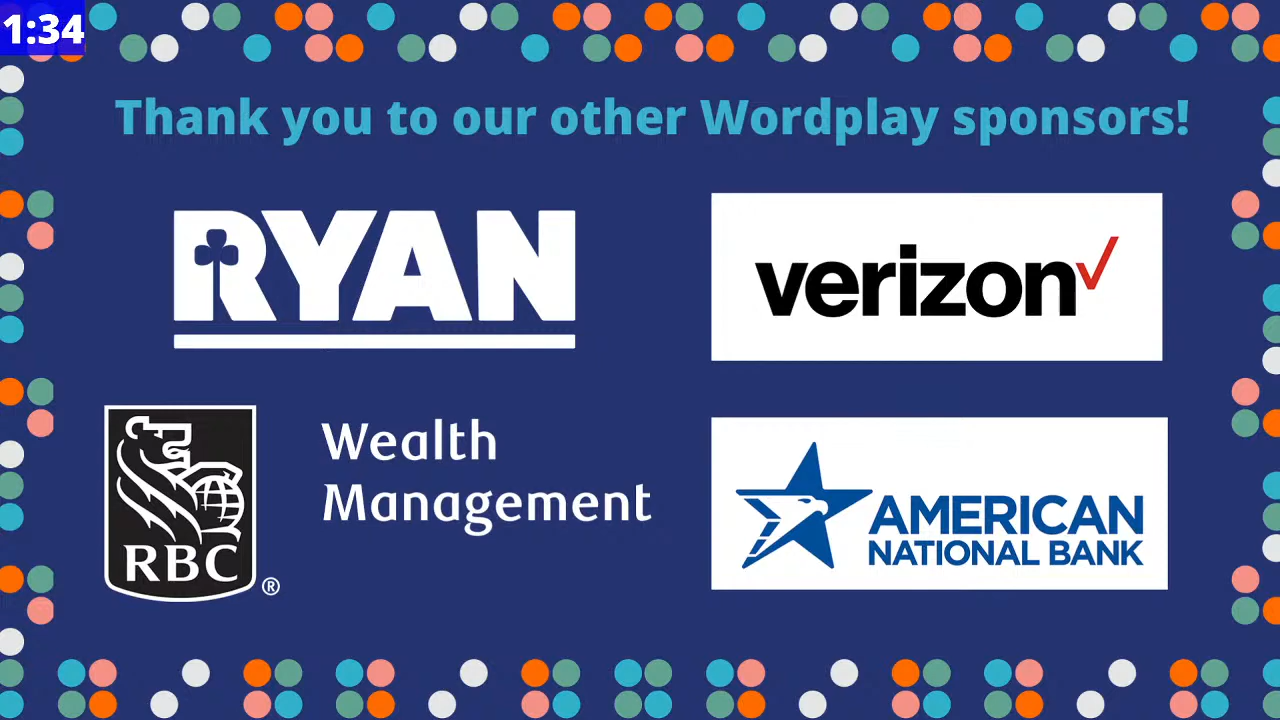 1:34
Thank you to our other Wordplay sponsors!
RYAN
verizon
Wealth
Management
RBC
®
AMERICAN
NATIONAL BANK